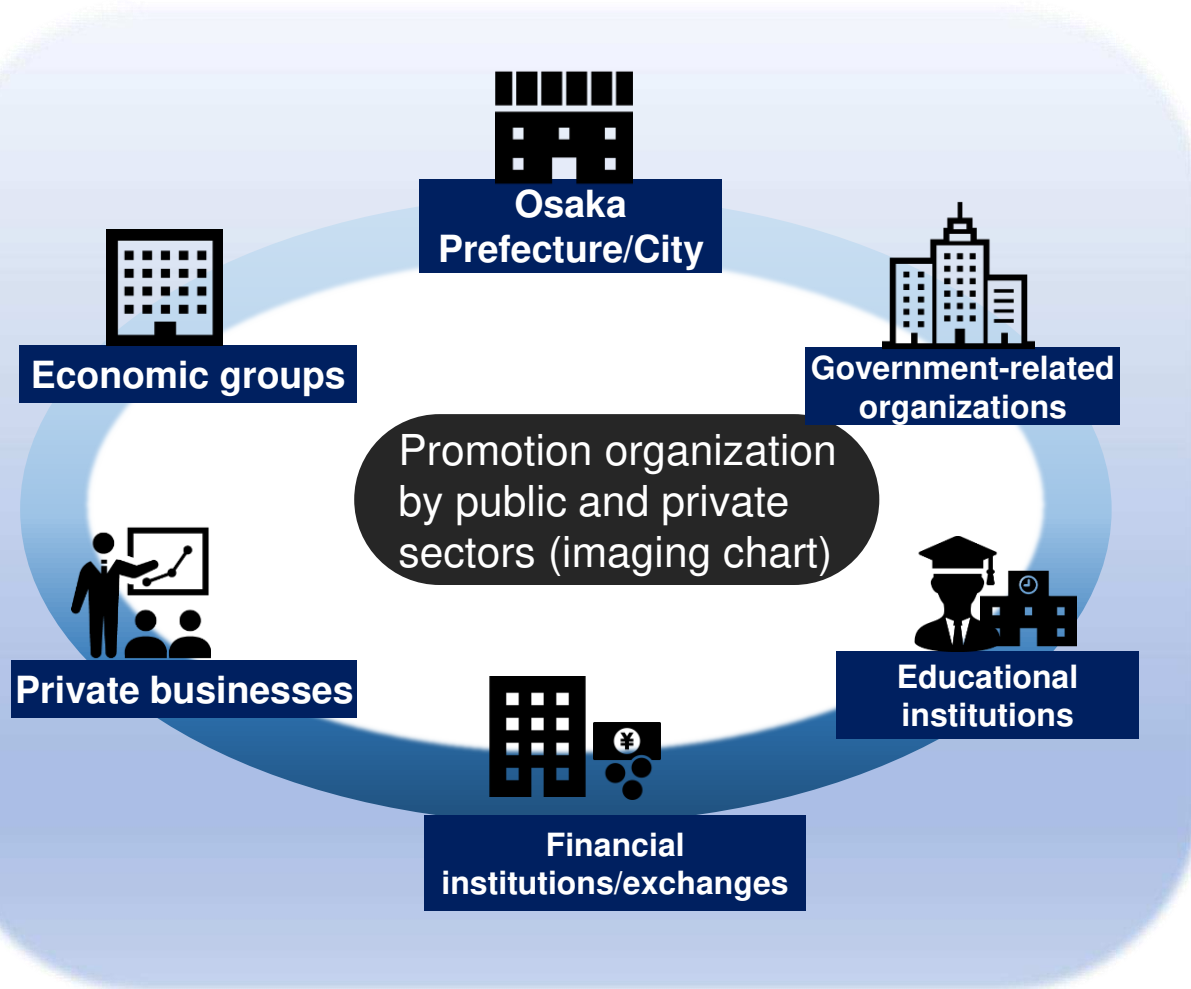 Osaka
Prefecture/City
Economic groups
Government-related
organizations
Promotion organization
by public and private
sectors (imaging chart)
Private businesses
Educational
institutions
¥
Financial
institutions/exchanges